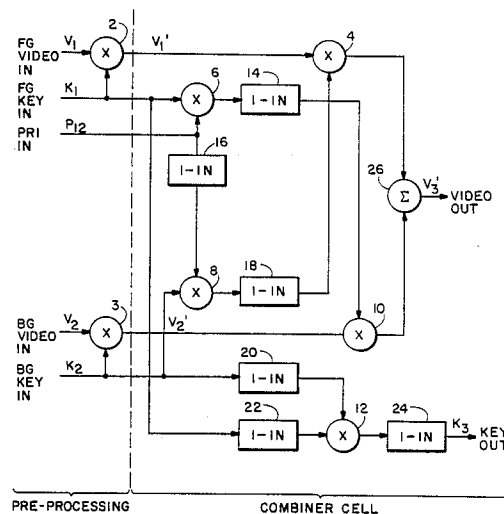 FG
VIDEO
IN
V1
2
V1'
4
FG
KEY
IN
K1
6
14
X
1-IN
PRI
IN
P12
16
1-IN
26
Σ
V3'
VIDEO
OUT
8
18
X
1-IN
BG
VIDEO
IN
V2
3
X
V2'
10
X
BG
KEY
IN
K2
20
1-IN
22
1-IN
12
X
24
1-IN
K3
KEY
OUT
PRE-PROCESSING
COMBINER CELL